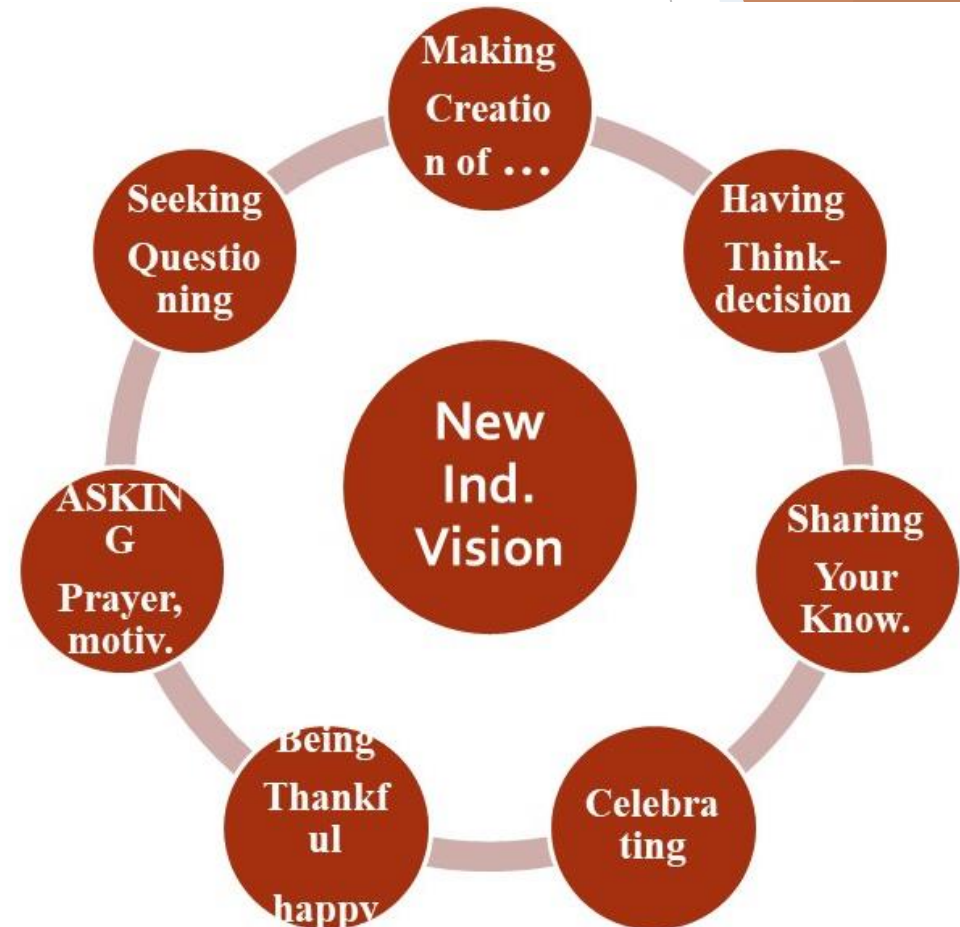 Making
Creatio
n of ...
Having
Think-
decision
Sharing
Your
Know.
Celebra
ting
Being
Thankf
ul
happy
ASKIN
G
Prayer,
motiv.
Seeking
Questio
ning
New
Ind.
Vision